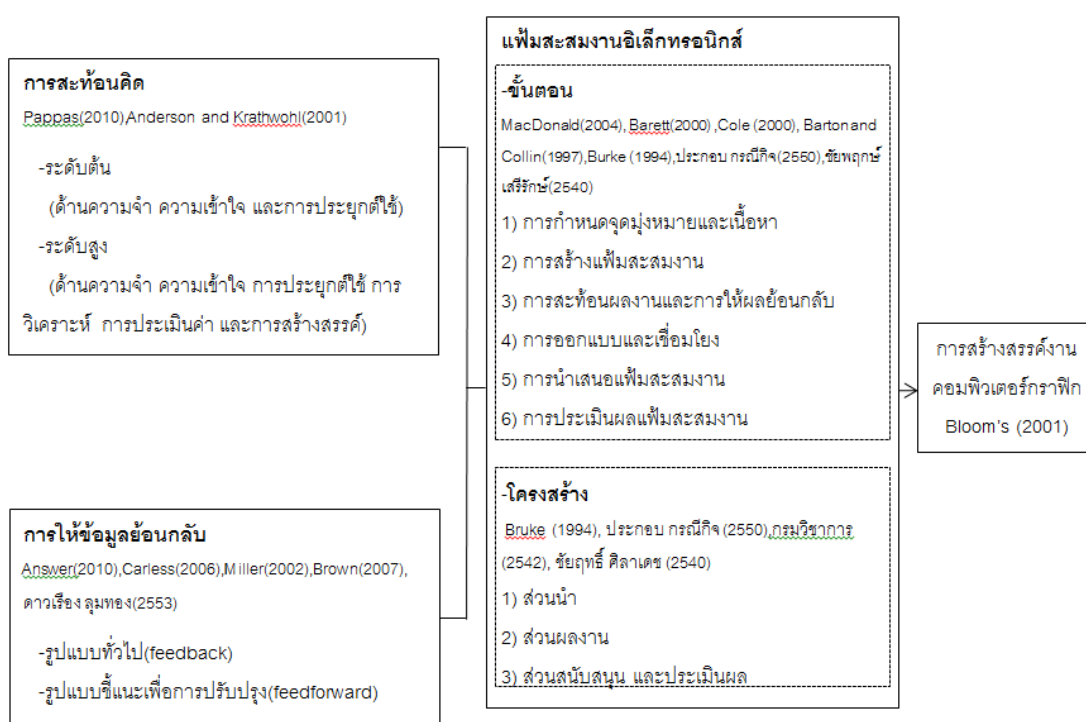 การสะท้อนคิด
Pappas(2010),Anderson and Krathwohl(2001)
-ระดับต้น
(ด้านความจำ ความเข้าใจ และการประยุกต์ใช้)
-ระดับสูง
(ด้านความจำ ความเข้าใจ การประยุกต์ใช้ การ
วิเคราะห์ การประเมินค่า และการสร้างสรรค์)
การให้ข้อมูลย้อนกลับ
Answer(2010),Carless(2006),Miller(2002),Brown(2007),
ดาวเรือง ลุมทอง(2553)
-รูปแบบทั่วไป(feedback)
-รูปแบบชี้แนะเพื่อการปรับปรุง(feedforward)
แฟ้มสะสมงานอิเล็กทรอนิกส์
-ขั้นตอน
MacDonald(2004), Barett(2000) ,Cole (2000), Barton and
Collin(1997),Burke (1994),ประกอบ กรณีกิจ(2550),ชัยพฤกษ์
เสรีรักษ์(2540)
1) การกำหนดจุดมุ่งหมายและเนื้อหา
2) การสร้างแฟ้มสะสมงาน
3) การสะท้อนผลงานและการให้ผลย้อนกลับ
4) การออกแบบและเชื่อมโยง
5) การนำเสนอแฟ้มสะสมงาน
6) การประเมินผลแฟ้มสะสมงาน
-โครงสร้าง
Bruke (1994), ประกอบ กรณีกิจ(2550),กรมวิชาการ
(2542), ชัยฤทธิ์ ศิลาเดช (2540)
1) ส่วนนำ
2) ส่วนผลงาน
3) ส่วนสนับสนุน และประเมินผล
การสร้างสรรค์งาน
คอมพิวเตอร์กราฟิก
Bloom's (2001)